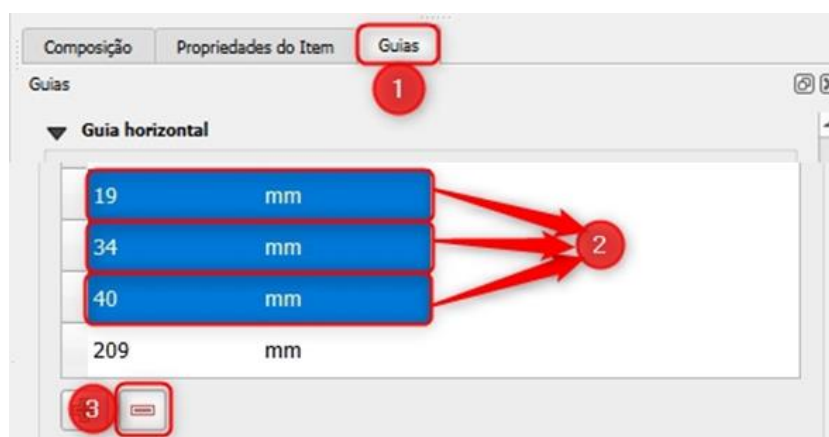 Composição Propriedades do Item Guias
1
Guias
Guia horizontal
19 mm
34 mm 2
40 mm
209 mm
3